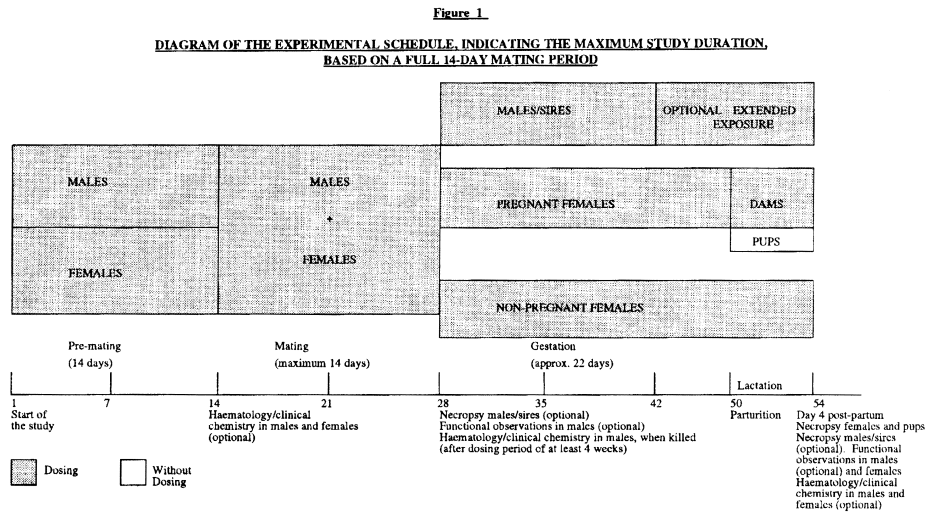 Figure 1
DIAGRAM OF THE EXPERIMENTAL SCHEDULE, INDICATING THE MAXIMUM STUDY DURATION,
BASED ON A FULL 14-DAY MATING PERIOD
MALES/SIRES
OPTIONAL EXTENDED
EXPOSURE
MALES
MALES
+
FEMALES
FEMALES
PREGNANT FEMALES
DAMS
PUPS
NON-PREGNANT FEMALES
Pre-mating
(14 days)
Mating
(maximum 14 days)
Gestation
(approx. 22 days)
Lactation
1 7 14 21 28 35 42 50 54
Start of
the study
Haematology/clinical
chemistry in males and females
(optional)
Necropsy males/sires (optional)
Functional observations in males (optional)
Haematology/clinical chemistry in males, when killed
(after dosing period of at least 4 weeks)
Parturition
Day 4 post-partum
Necropsy females and pups
Necropsy males/sires
(optional). Functional
observations in males
(optional) and females
Haematology/clinical
chemistry in males and
females (optional)
Dosing
Without
Dosing